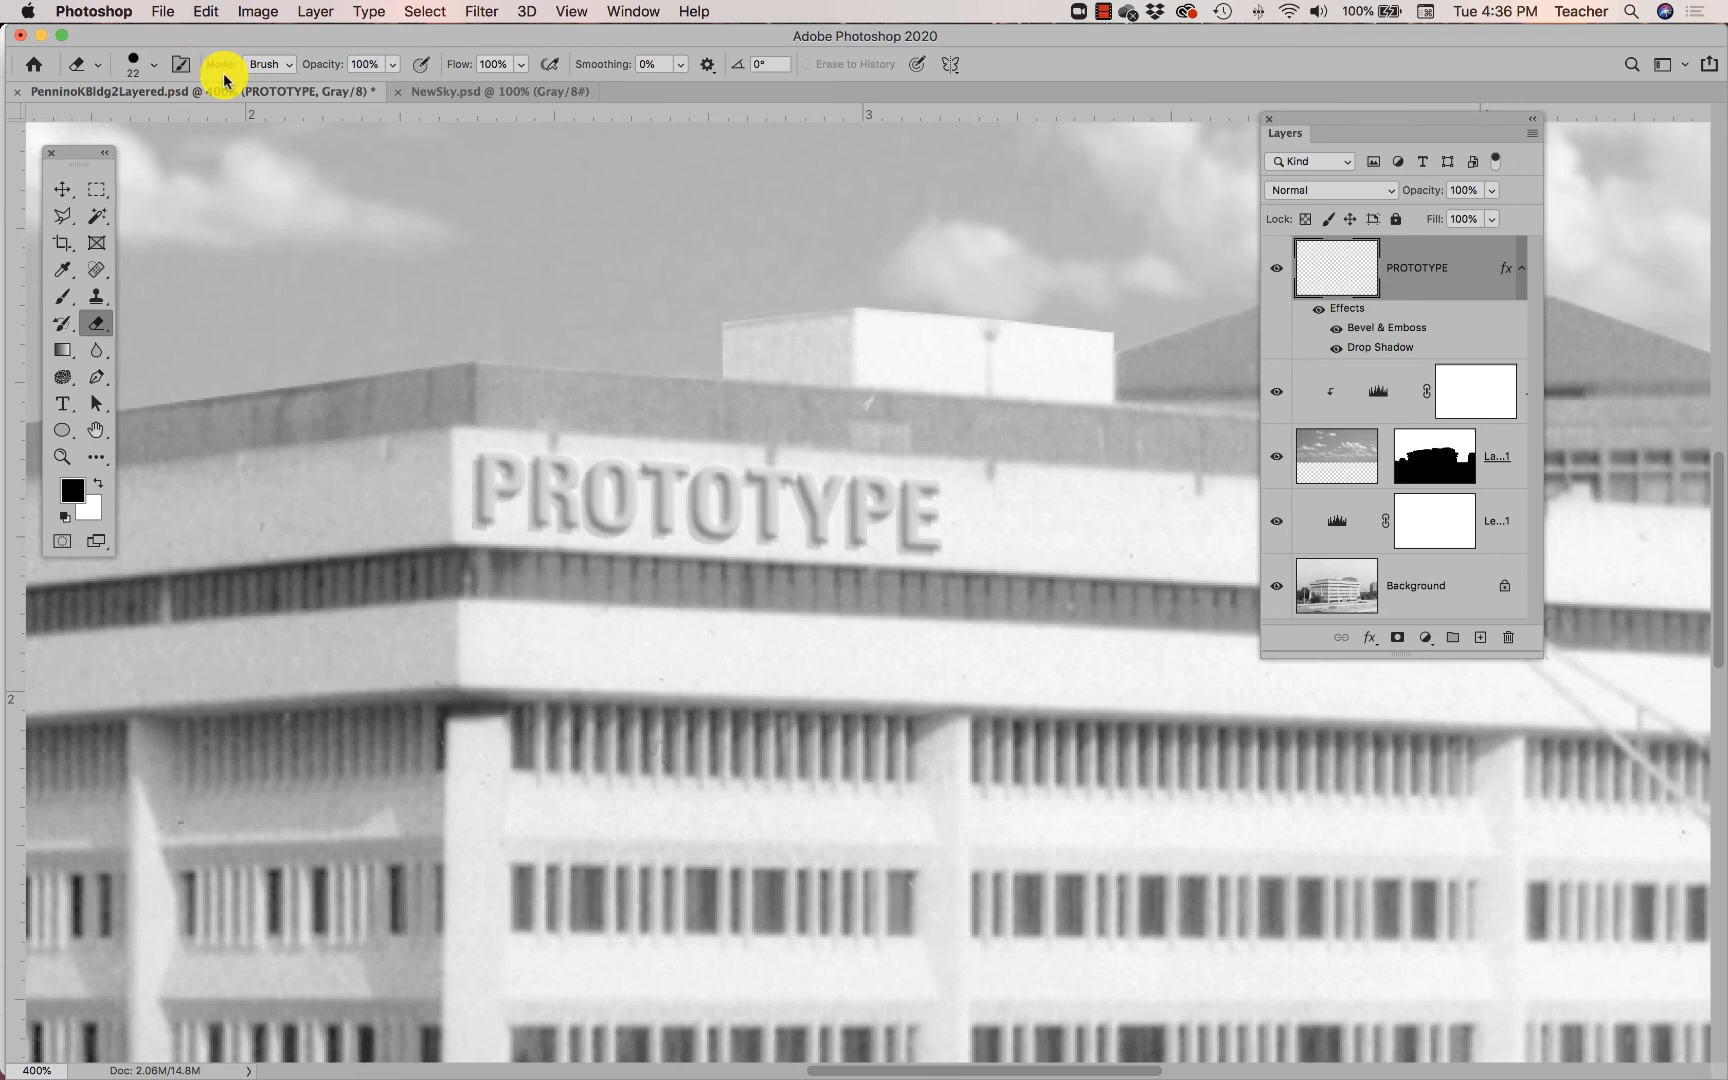 Photoshop File Edit Image Layer Type Select Filter 3D View Window Help 100% Tue 4:36 PM Teacher
Adobe Photoshop 2020
22 Mode: Brush Opacity: 100% Flow: 100% Smoothing: 0% 0° Erase to History
PenninoKBldg2Layered.psd @ 400% (PROTOTYPE, Gray/8) * NewSky.psd @ 100% (Gray/8#)
2 3
Layers
Kind
Normal Opacity: 100%
Lock: Fill: 100%
PROTOTYPE fx
Effects
Bevel & Emboss
Drop Shadow
La...1
Le...1
Background
fx
PROTOTYPE
2
400% Doc: 2.06M/14.8M